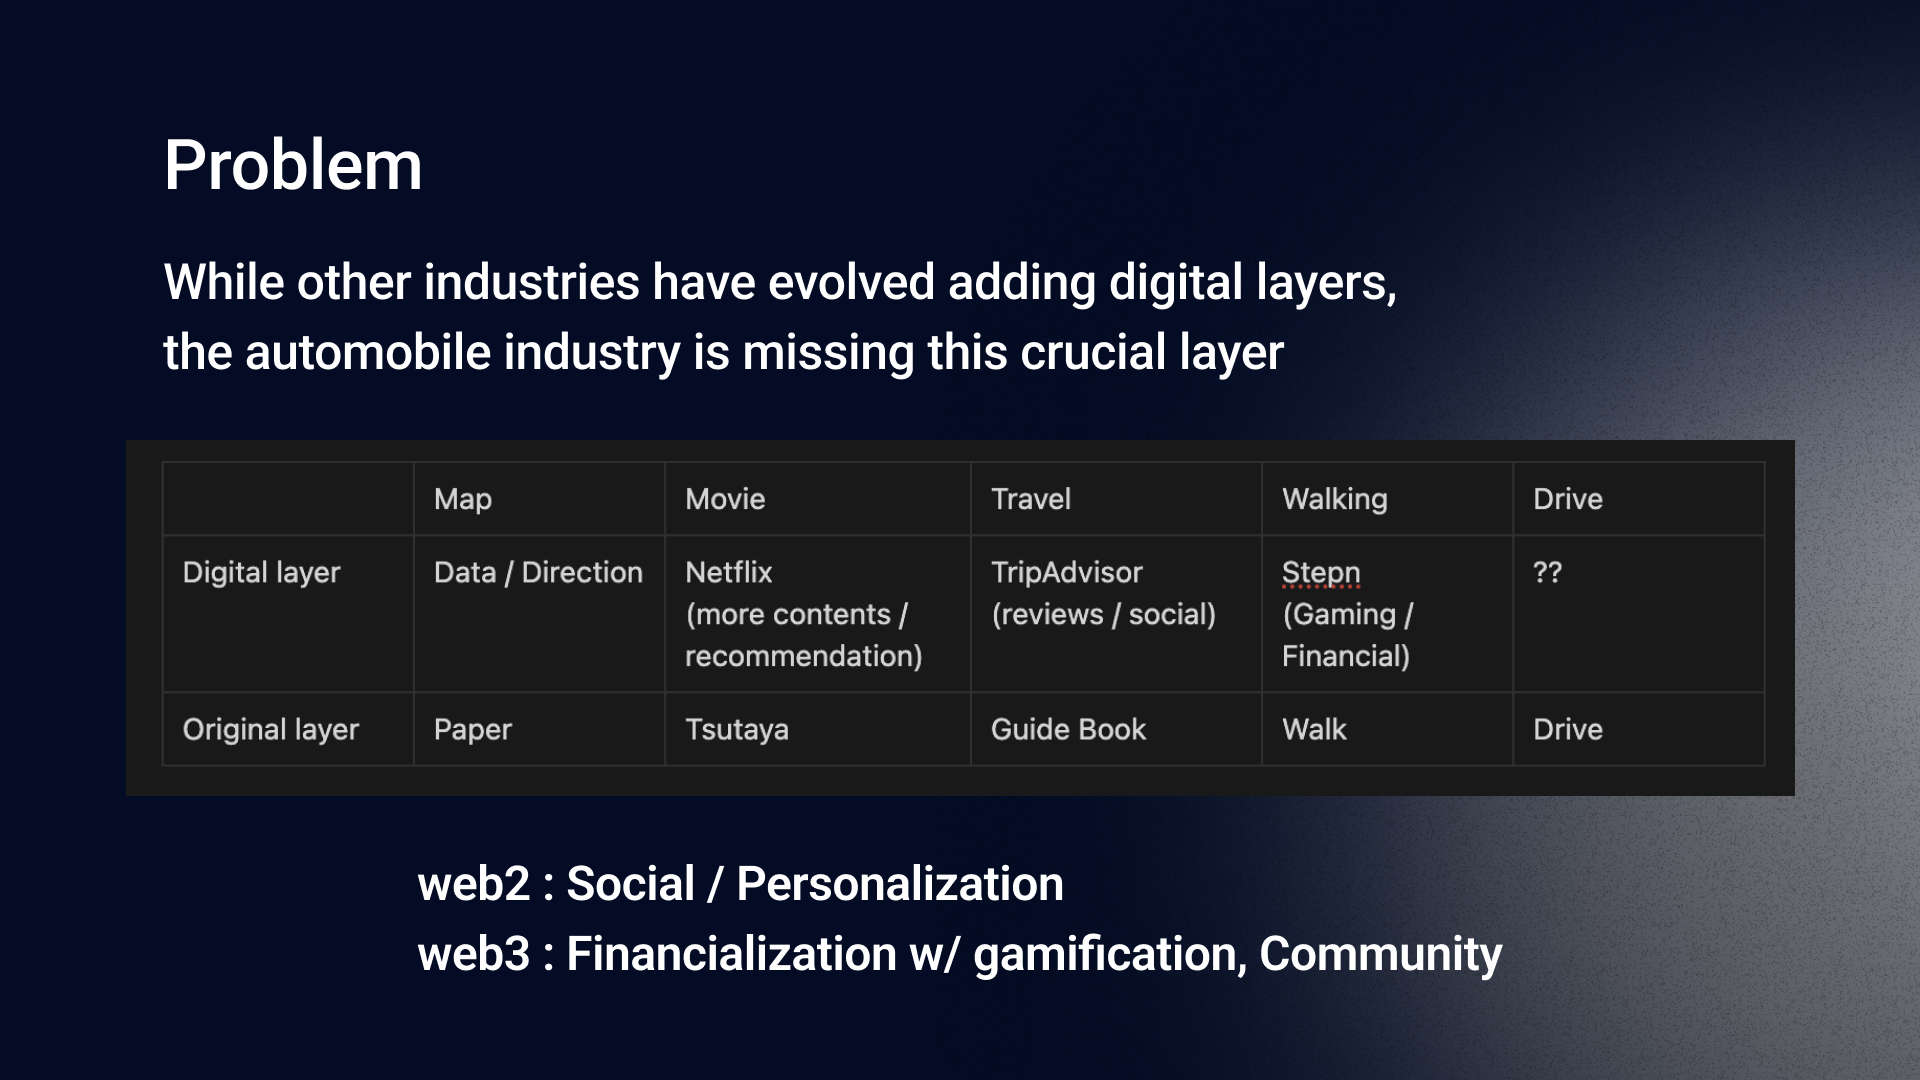 Problem
While other industries have evolved adding digital layers,
the automobile industry is missing this crucial layer
Map Movie Travel Walking Drive
Digital layer Data / Direction Netflix TripAdvisor Stepn ??
(more contents / (reviews / social) (Gaming /
recommendation) Financial)
Original layer Paper Tsutaya Guide Book Walk Drive
web2 : Social / Personalization
web3 : Financialization w/ gamification, Community